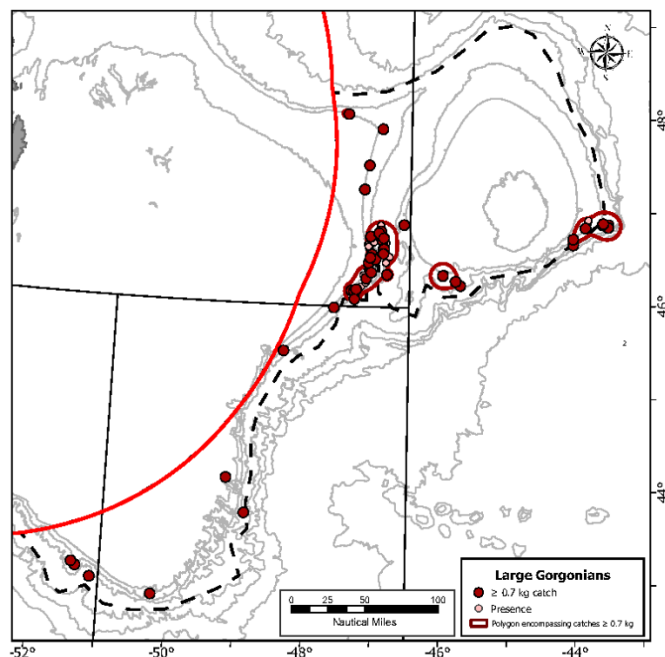 N
W E
S
48°
46°
44°
2
Large Gorgonians
≥ 0.7 kg catch
Presence
Polygon encompassing catches ≥ 0.7 kg
0 25 50 100
Nautical Miles
-52° -50° -48° -46° -44°